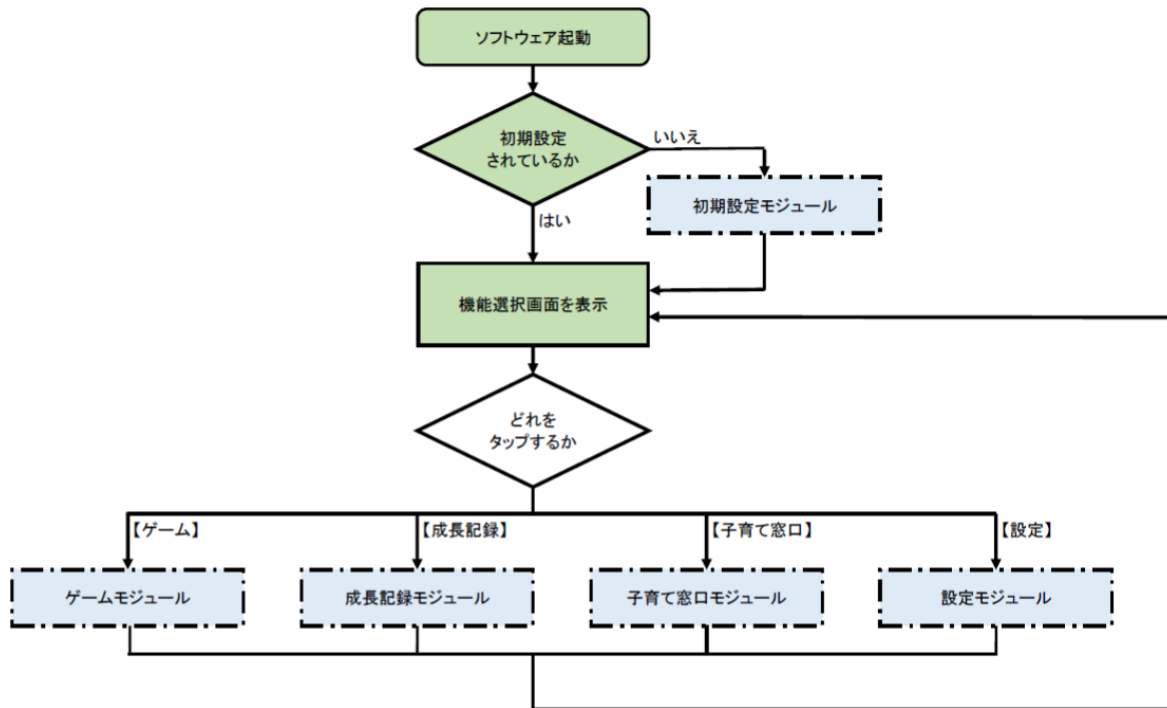 ソフトウェア起動
初期設定
されているか
いいえ
初期設定モジュール
はい
機能選択画面を表示
どれを
タップするか
【ゲーム】
【成長記録】
【子育て窓口】
【設定】
ゲームモジュール
成長記録モジュール
子育て窓口モジュール
設定モジュール